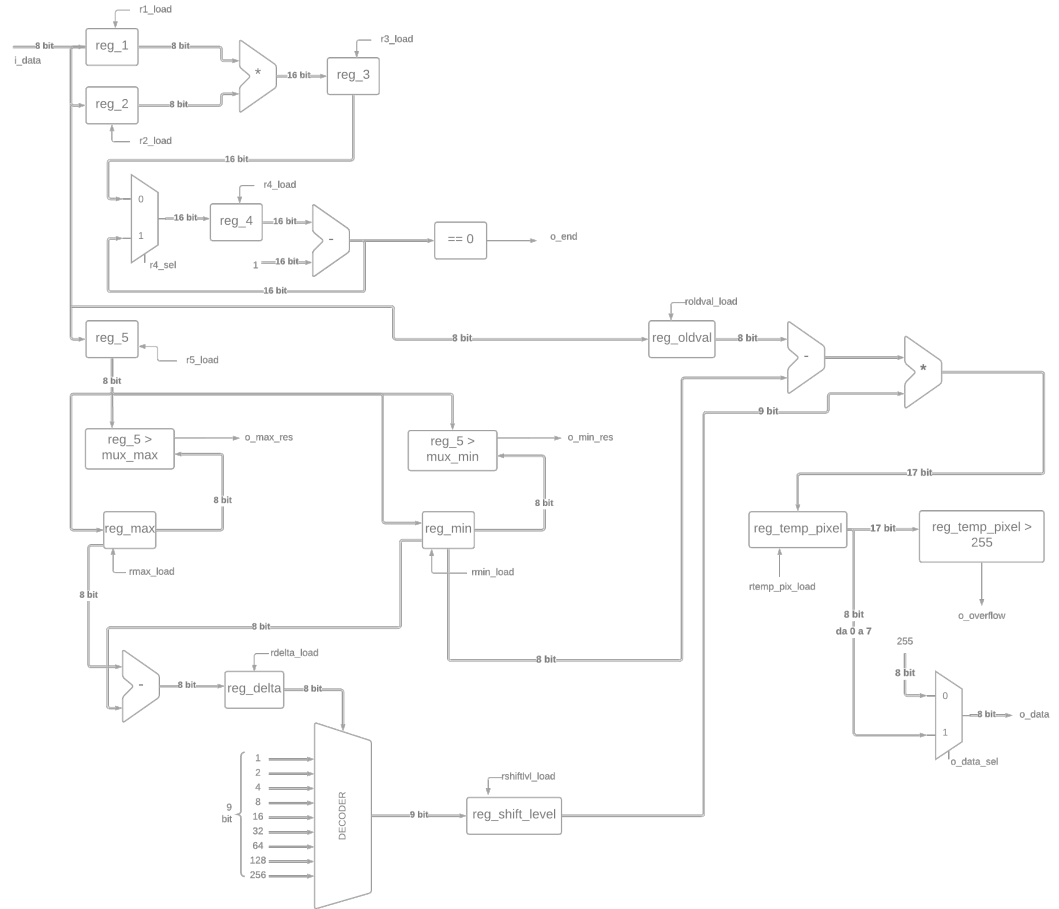 r1_load
8 bit
i_data
reg_1
8 bit
*
16 bit
r3_load
reg_3
reg_2
8 bit
r2_load
16 bit
0
1
r4_sel
16 bit
r4_load
reg_4
16 bit
1
16 bit
-
16 bit
== 0
o_end
reg_5
r5_load
8 bit
8 bit
roldval_load
reg_oldval
8 bit
-
*
9 bit
reg_5 >
mux_max
o_max_res
8 bit
reg_max
rmax_load
8 bit
reg_5 >
mux_min
o_min_res
8 bit
reg_min
rmin_load
8 bit
8 bit
17 bit
reg_temp_pixel
rtemp_pix_load
17 bit
reg_temp_pixel >
255
o_overflow
8 bit
da 0 a 7
255
8 bit
0
1
8 bit
o_data
o_data_sel
-
8 bit
rdelta_load
reg_delta
8 bit
9
bit
1
2
4
8
16
32
64
128
256
DECODER
9 bit
rshiftlvl_load
reg_shift_level